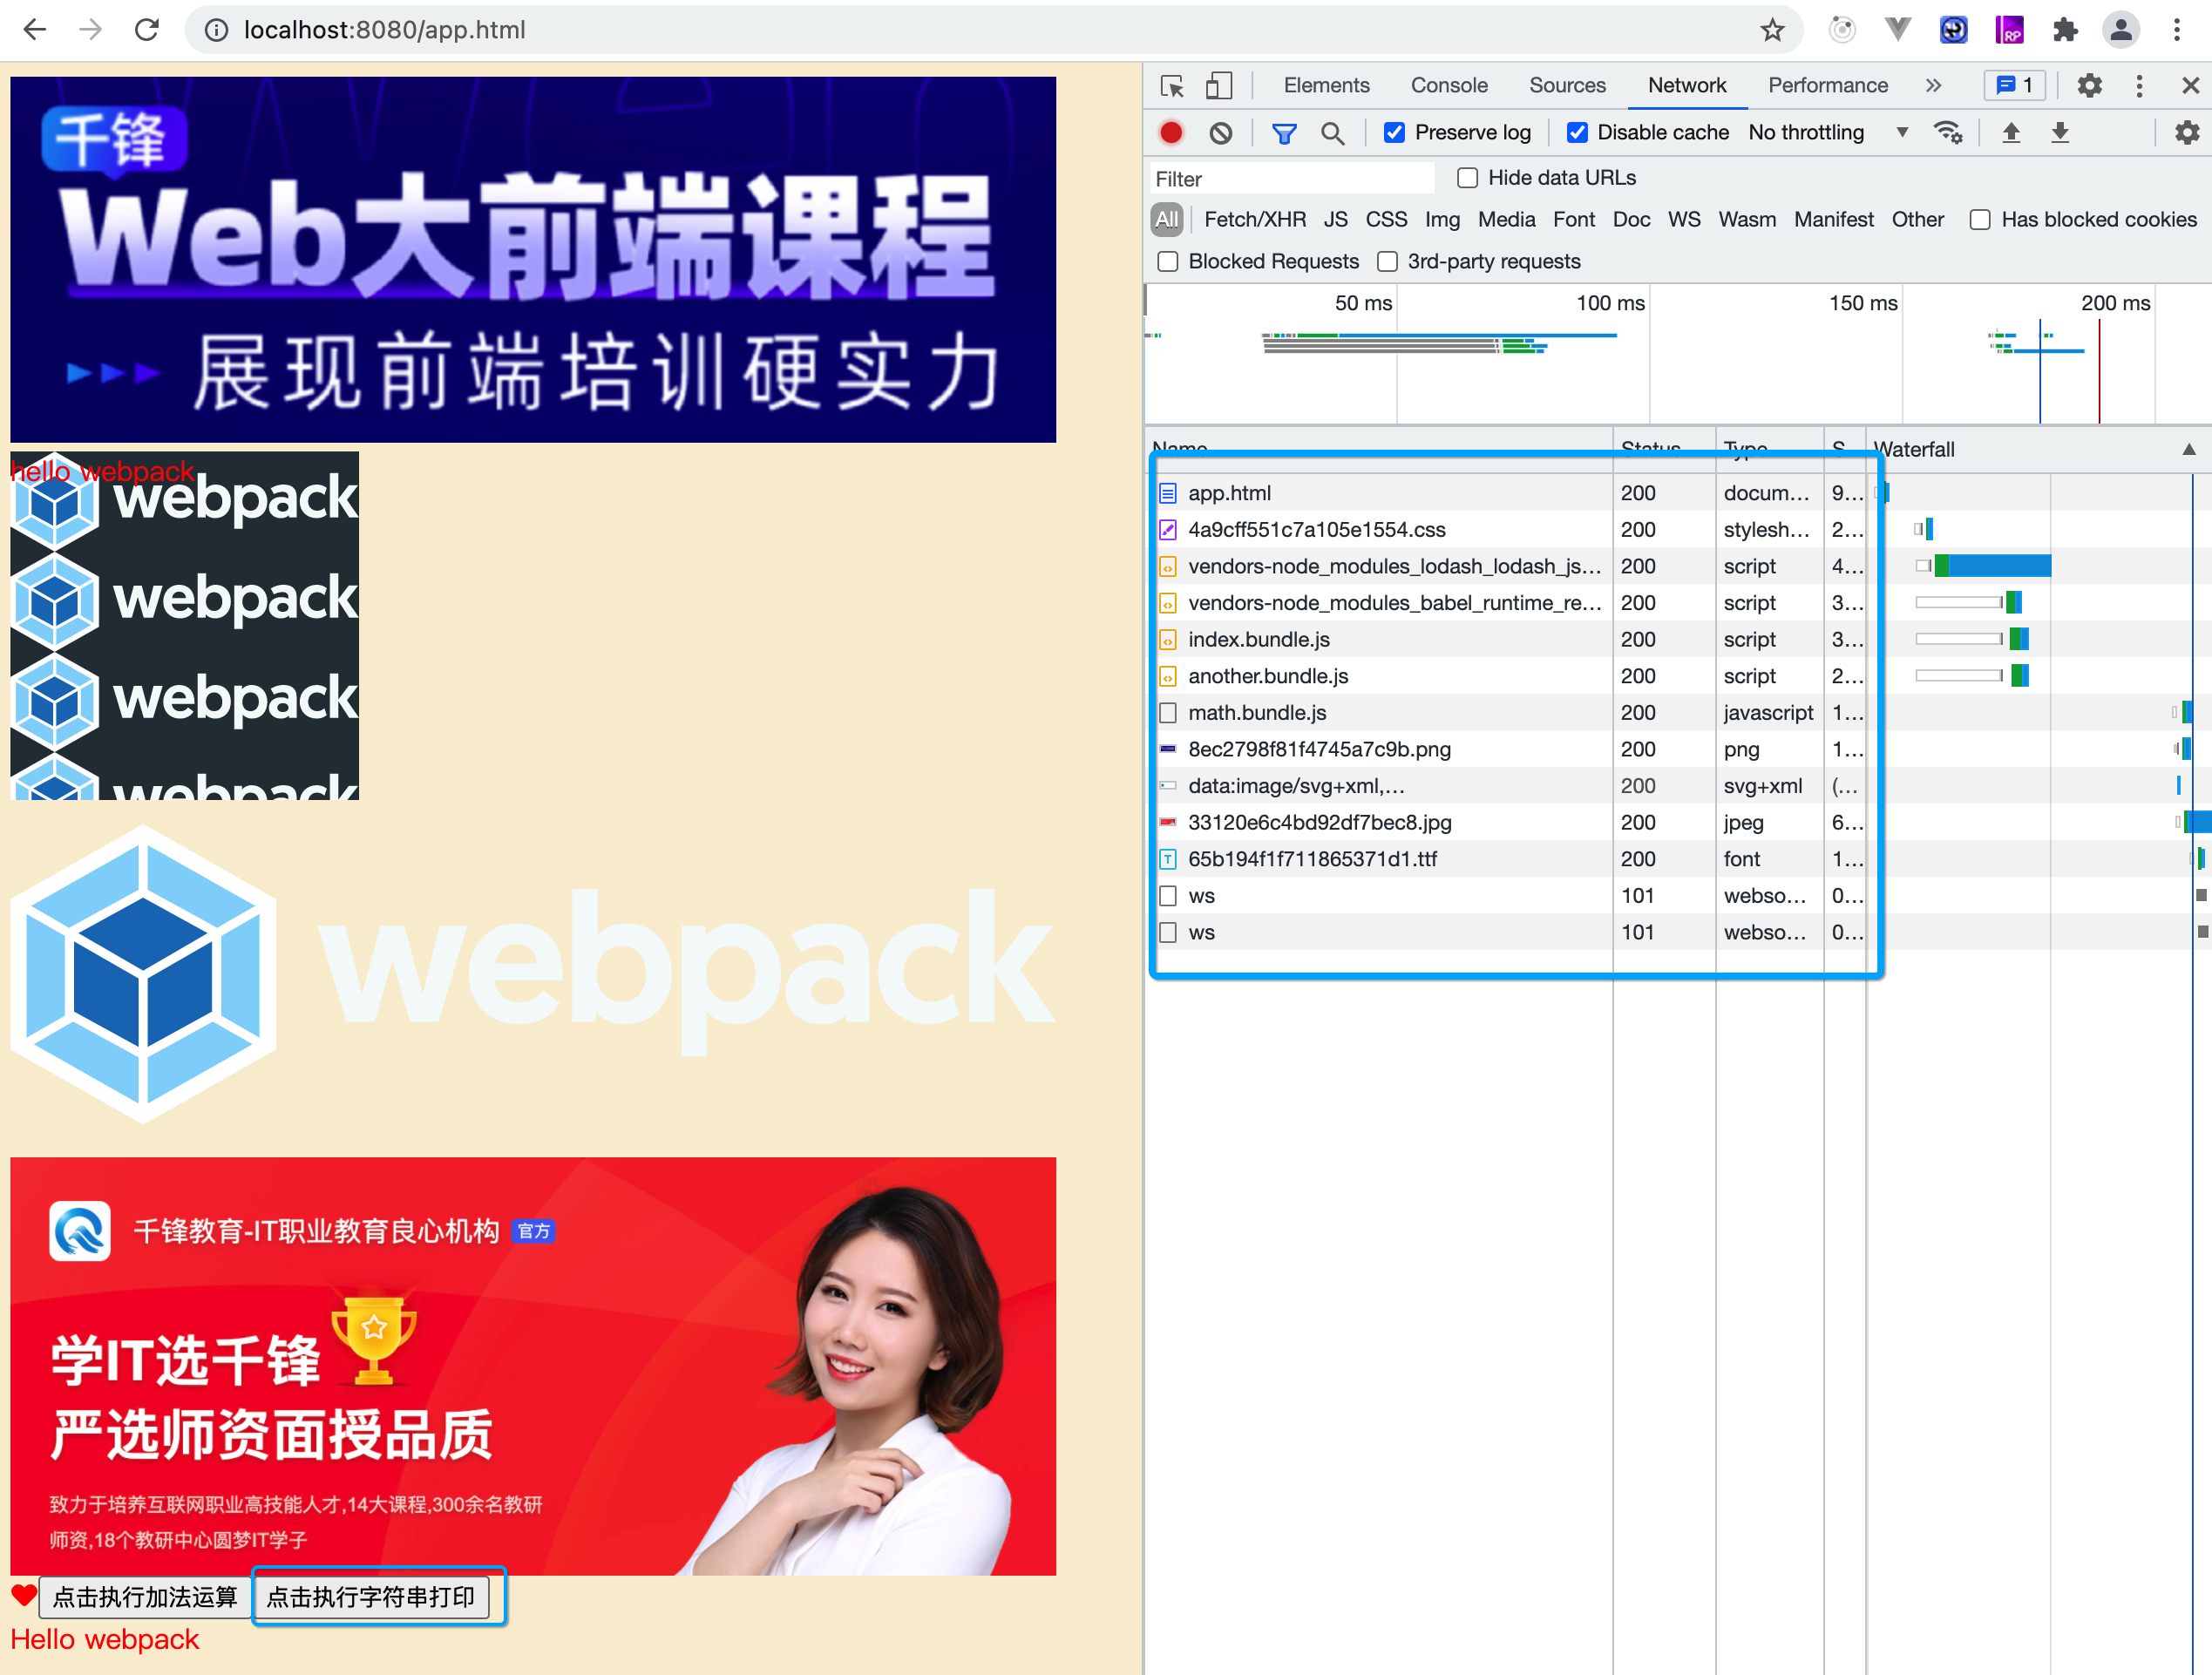 localhost:8080/app.html
千锋
Web大前端课程
展现前端培训硬实力
hello webpack
webpack
webpack
webpack
webpack
webpack
千锋教育-IT职业教育良心机构 官方
学IT选千锋
严选师资面授品质
致力于培养互联网职业高技能人才,14大课程,300余名教研
师资,18个教研中心圆梦IT学子
点击执行加法运算 点击执行字符串打印
Hello webpack
Elements Console Sources Network Performance 1
Preserve log Disable cache No throttling
Filter Hide data URLs
All Fetch/XHR JS CSS Img Media Font Doc WS Wasm Manifest Other Has blocked cookies
Blocked Requests 3rd-party requests
50 ms 100 ms 150 ms 200 ms
Name Status Type S Waterfall
app.html 200 docum… 9…
4a9cff551c7a105e1554.css 200 stylesh… 2…
vendors-node_modules_lodash_lodash_js… 200 script 4…
vendors-node_modules_babel_runtime_re… 200 script 3…
index.bundle.js 200 script 3…
another.bundle.js 200 script 2…
math.bundle.js 200 javascript 1…
8ec2798f81f4745a7c9b.png 200 png 1…
data:image/svg+xml,… 200 svg+xml (…
33120e6c4bd92df7bec8.jpg 200 jpeg 6…
65b194f1f711865371d1.ttf 200 font 1…
ws 101 webso… 0…
ws 101 webso… 0…